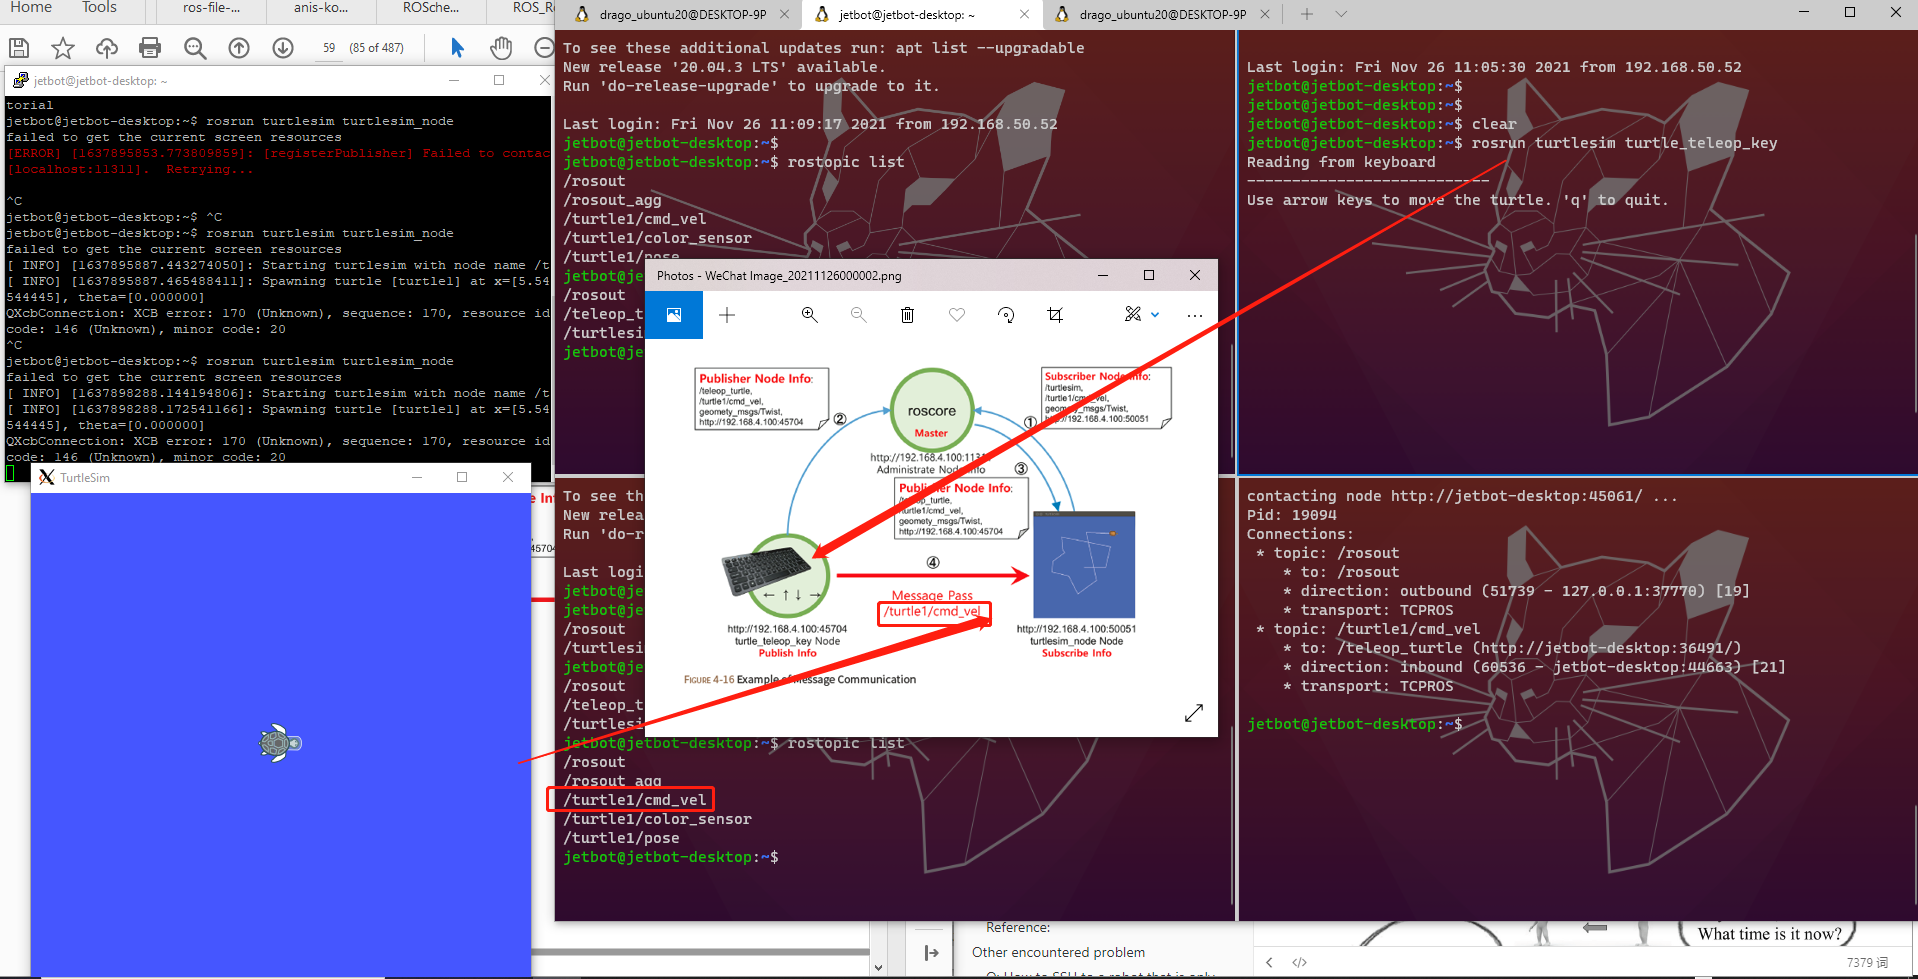 Home Tools ros-file-... anis-ko... ROSche... ROS_R
59 (85 of 487)
drago_ubuntu20@DESKTOP-9P
jetbot@jetbot-desktop: ~
drago_ubuntu20@DESKTOP-9P
jetbot@jetbot-desktop: ~
torial
jetbot@jetbot-desktop:~$ rosrun turtlesim turtlesim_node
failed to get the current screen resources
[ERROR] [1637895853.773809859]: [registerPublisher] Failed to contac
[localhost:11311]. Retrying...
^C
jetbot@jetbot-desktop:~$ ^C
jetbot@jetbot-desktop:~$ rosrun turtlesim turtlesim_node
failed to get the current screen resources
[ INFO] [1637895887.443274050]: Starting turtlesim with node name /t
[ INFO] [1637895887.465488411]: Spawning turtle [turtle1] at x=[5.54
544445], theta=[0.000000]
QXcbConnection: XCB error: 170 (Unknown), sequence: 170, resource id
code: 146 (Unknown), minor code: 20
^C
jetbot@jetbot-desktop:~$ rosrun turtlesim turtlesim_node
failed to get the current screen resources
[ INFO] [1637898288.144194806]: Starting turtlesim with node name /t
[ INFO] [1637898288.172541166]: Spawning turtle [turtle1] at x=[5.54
544445], theta=[0.000000]
QXcbConnection: XCB error: 170 (Unknown), sequence: 170, resource id
code: 146 (Unknown), minor code: 20
TurtleSim
To see these additional updates run: apt list --upgradable
New release '20.04.3 LTS' available.
Run 'do-release-upgrade' to upgrade to it.
Last login: Fri Nov 26 11:09:17 2021 from 192.168.50.52
jetbot@jetbot-desktop:~$
jetbot@jetbot-desktop:~$ rostopic list
/rosout
/rosout_agg
/turtle1/cmd_vel
/turtle1/color_sensor
/turtle1/pose
jetbot@je
/rosout
/teleop_t
/turtlesi
jetbot@je
Last login: Fri Nov 26 11:05:30 2021 from 192.168.50.52
jetbot@jetbot-desktop:~$
jetbot@jetbot-desktop:~$
jetbot@jetbot-desktop:~$ clear
jetbot@jetbot-desktop:~$ rosrun turtlesim turtle_teleop_key
Reading from keyboard
---------------------------
Use arrow keys to move the turtle. 'q' to quit.
Photos - WeChat Image_20211126000002.png
Publisher Node Info:
/teleop_turtle,
/turtle1/cmd_vel,
geomety_msgs/Twist,
http://192.168.4.100:45704
②
roscore
Master
http://192.168.4.100:1131
Administrate Node Info
Subscriber Node Info:
/turtlesim,
/turtle1/cmd_vel,
geomety_msgs/Twist,
http://192.168.4.100:50051
①
③
Publisher Node Info:
/teleop_turtle,
/turtle1/cmd_vel,
geomety_msgs/Twist,
http://192.168.4.100:45704
④
← ↑ ↓ →
Message Pass
/turtle1/cmd_vel
http://192.168.4.100:45704
turtle_teleop_key Node
Publish Info
http://192.168.4.100:50051
turtlesim_node Node
Subscribe Info
FIGURE 4-16 Example of Message Communication
To see th
New relea
Run 'do-r
Last logi
jetbot@je
jetbot@je
/rosout
/turtlesi
jetbot@je
/rosout
/teleop_t
/turtlesi
jetbot@jetbot-desktop:~$ rostopic list
/rosout
/rosout_agg
/turtle1/cmd_vel
/turtle1/color_sensor
/turtle1/pose
jetbot@jetbot-desktop:~$
contacting node http://jetbot-desktop:45061/ ...
Pid: 19094
Connections:
* topic: /rosout
* to: /rosout
* direction: outbound (51739 - 127.0.0.1:37770) [19]
* transport: TCPROS
* topic: /turtle1/cmd_vel
* to: /teleop_turtle (http://jetbot-desktop:36491/)
* direction: inbound (60536 - jetbot-desktop:44663) [21]
* transport: TCPROS
jetbot@jetbot-desktop:~$
e In
45704
Reference:
Other encountered problem
What time is it now?
</> 7379 词